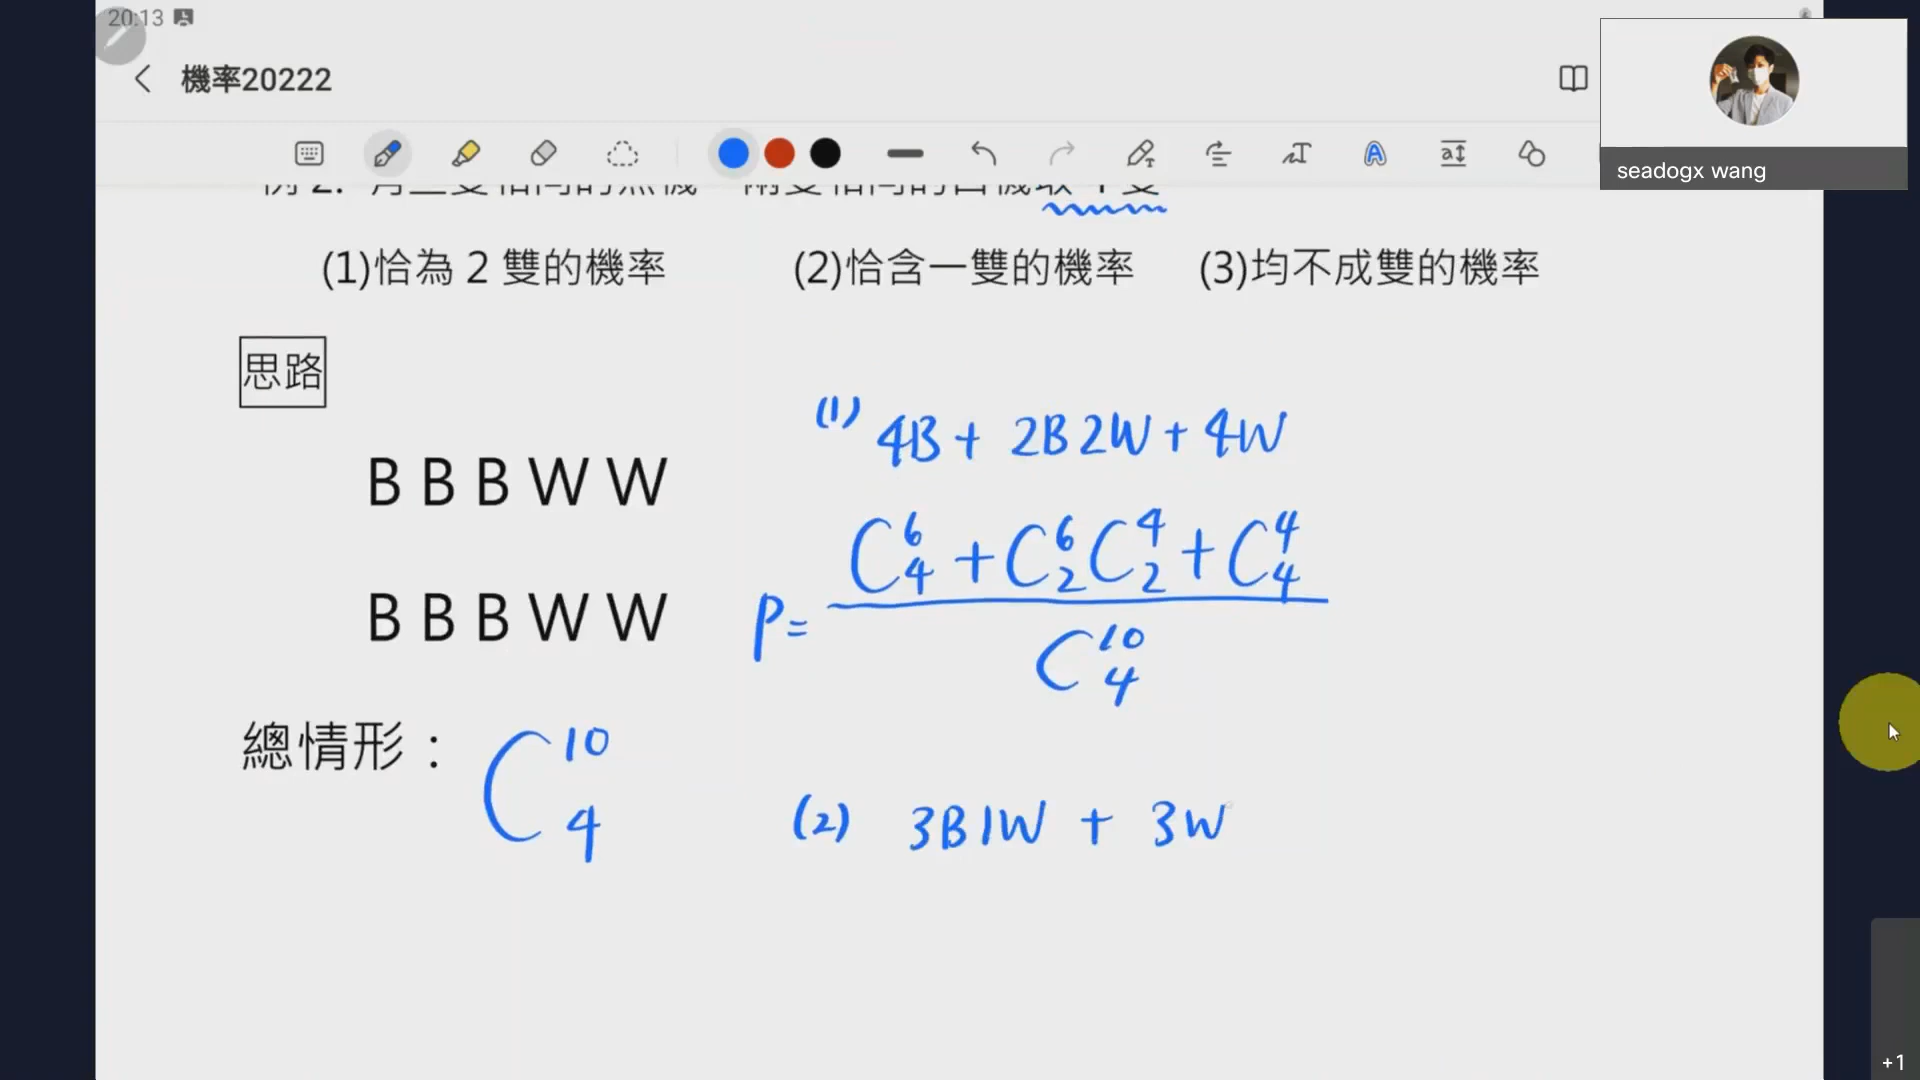 20:13
機率20222
seadogx wang
(1)恰為 2 雙的機率 (2)恰含一雙的機率 (3)均不成雙的機率
思路
(1) 4B + 2B2W + 4W
B B B W W
C⁶₄ + C⁶₂C⁴₂ + C⁴₄
B B B W W
P=
C¹⁰₄
總情形：C¹⁰₄
(2) 3B1W + 3W
+1